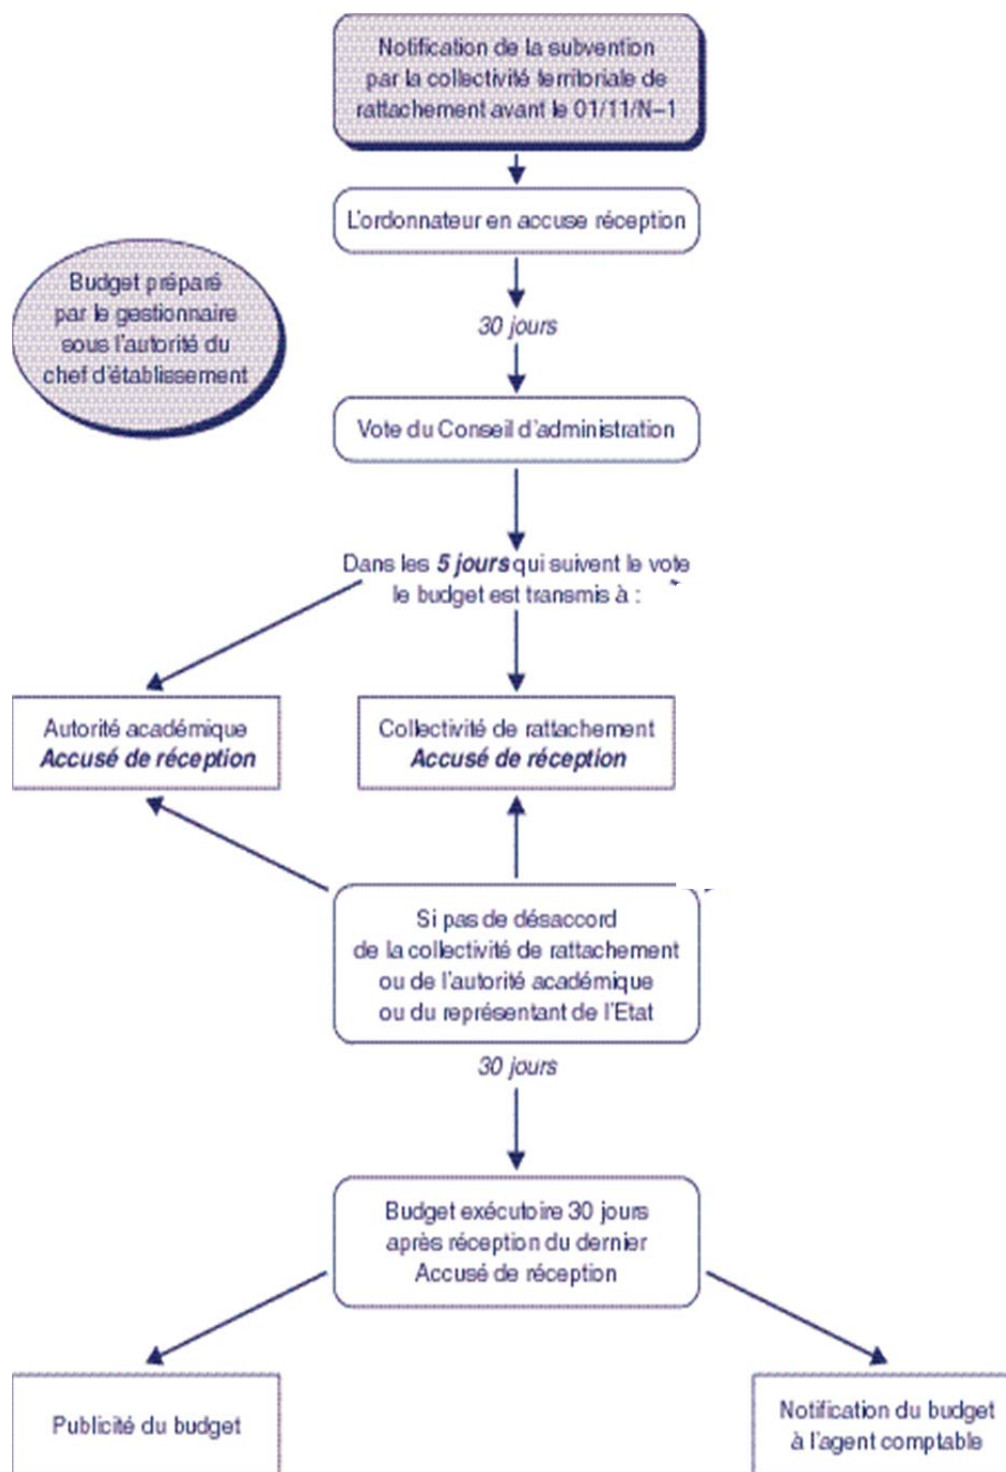 Notification de la subvention
par la collectivité territoriale de
rattachement avant le 01/11/N–1
L'ordonnateur en accuse réception
Budget préparé
par le gestionnaire
sous l'autorité du
chef d'établissement
30 jours
Vote du Conseil d'administration
Dans les 5 jours qui suivent le vote
le budget est transmis à :
Autorité académique
Accusé de réception
Collectivité de rattachement
Accusé de réception
Si pas de désaccord
de la collectivité de rattachement
ou de l'autorité académique
ou du représentant de l'Etat
30 jours
Budget exécutoire 30 jours
après réception du dernier
Accusé de réception
Publicité du budget
Notification du budget
à l'agent comptable